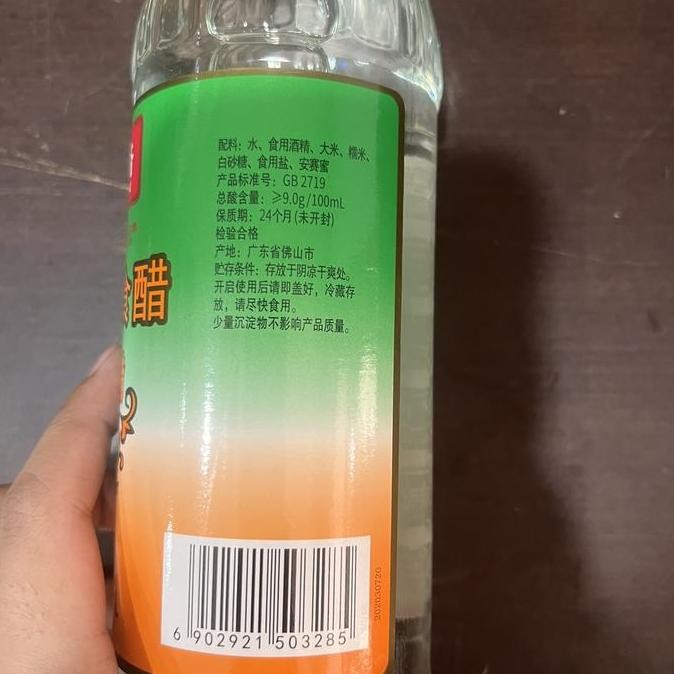 配料：水、食用酒精、大米、糯米、
白砂糖、食用盐、安赛蜜
产品标准号：GB 2719
总酸含量：≥9.0g/100mL
保质期：24个月(未开封)
检验合格
产地：广东省佛山市
贮存条件：存放于阴凉干爽处。
开启使用后请即盖好，冷藏存
放，请尽快食用。
少量沉淀物不影响产品质量。
醋
6 902921 503285